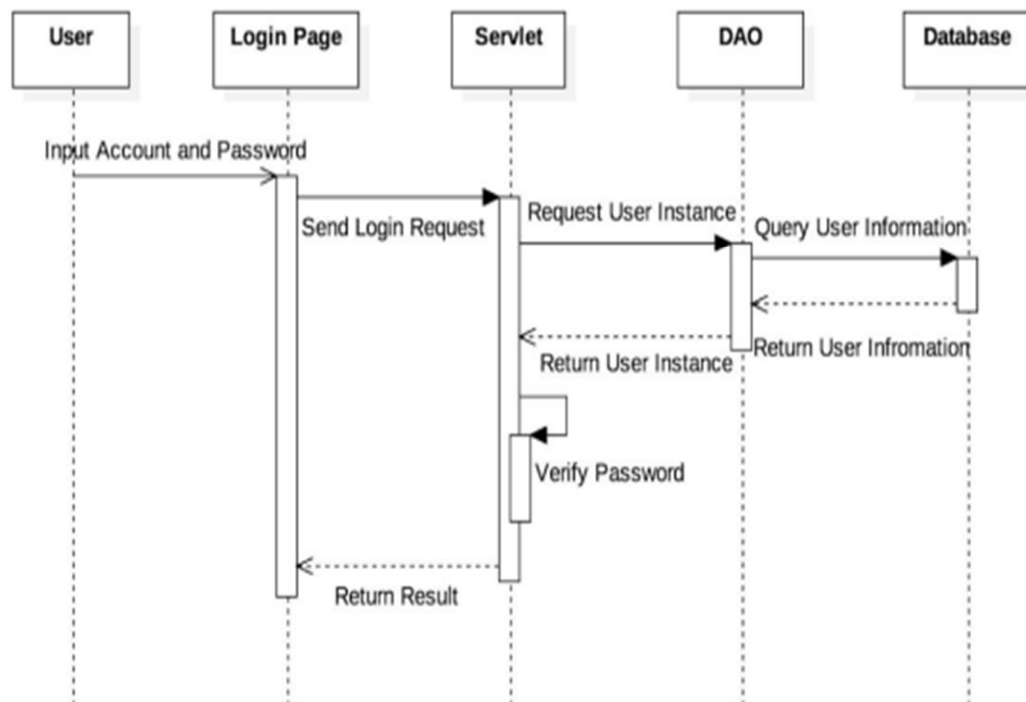 User
Login Page
Servlet
DAO
Database
Input Account and Password
Send Login Request
Request User Instance
Query User Information
Return User Infromation
Return User Instance
Verify Password
Return Result